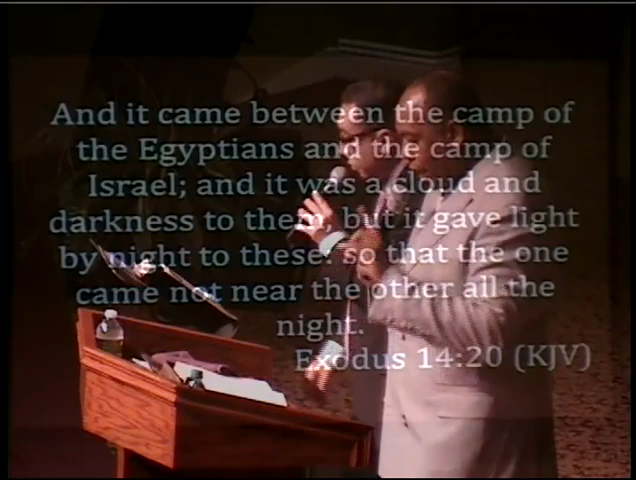 And it came between the camp of
the Egyptians and the camp of
Israel; and it was a cloud and
darkness to them, but it gave light
by night to these: so that the one
came not near the other all the
night.
Exodus 14:20 (KJV)